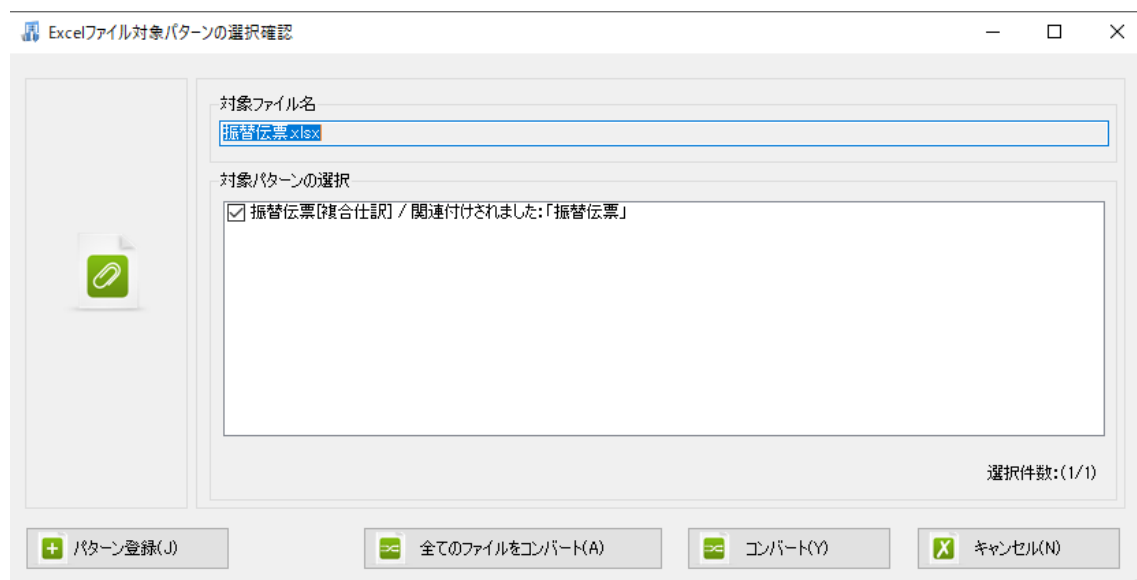 Excelファイル対象パターンの選択確認
対象ファイル名
振替伝票.xlsx
対象パターンの選択
振替伝票[複合仕訳] / 関連付けされました:「振替伝票」
選択件数:(1/1)
パターン登録(J)
全てのファイルをコンバート(A)
コンバート(Y)
キャンセル(N)